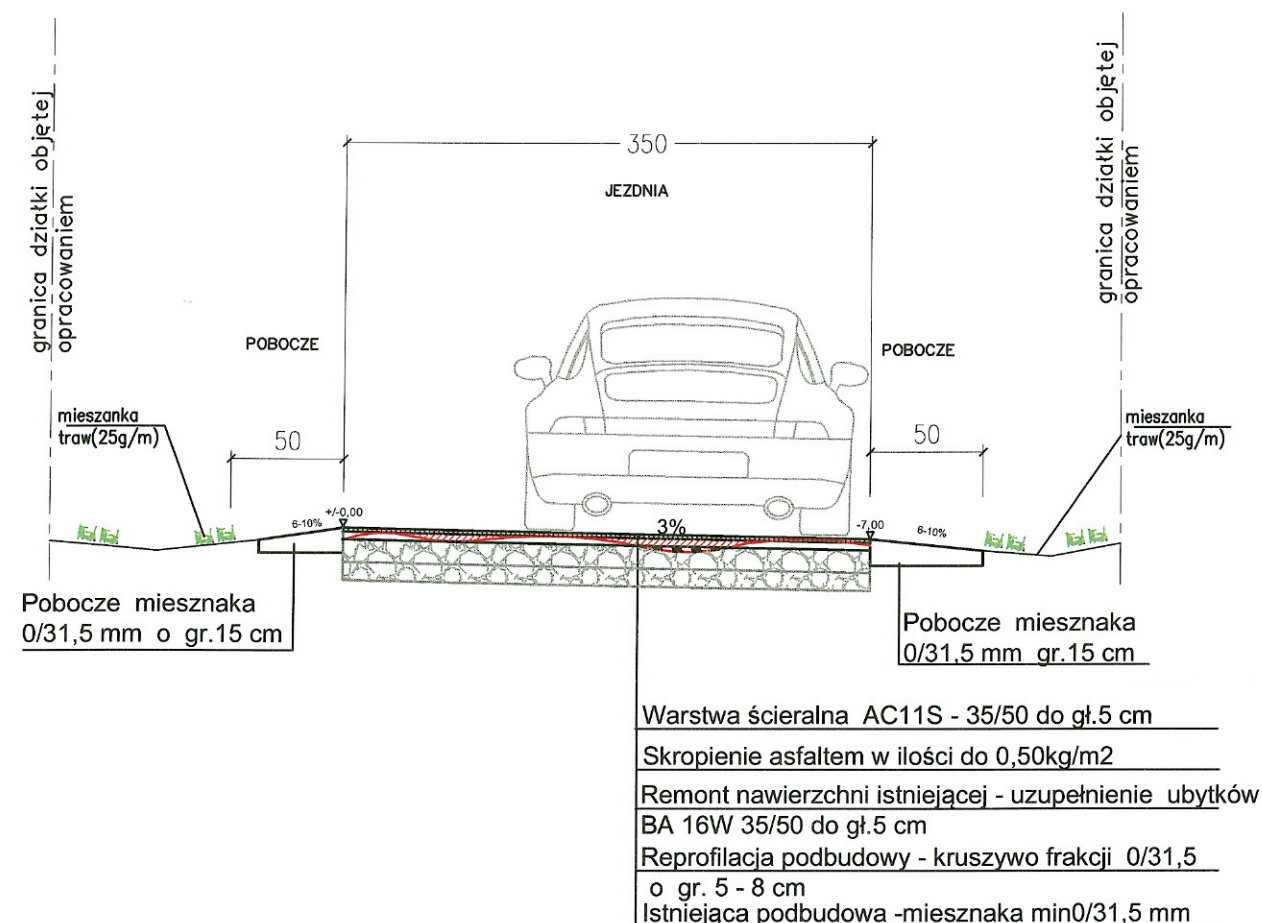 granica działki objętej
opracowaniem
granica działki objętej
opracowaniem
350
JEZDNIA
POBOCZE
POBOCZE
mieszanka
traw(25g/m)
50
50
mieszanka
traw(25g/m)
6-10%
+/-0,00
3%
-7,00
6-10%
Pobocze miesznaka
0/31,5 mm o gr.15 cm
Pobocze miesznaka
0/31,5 mm gr.15 cm
Warstwa ścieralna AC11S - 35/50 do gł.5 cm
Skropienie asfaltem w ilości do 0,50kg/m2
Remont nawierzchni istniejącej - uzupełnienie ubytków
BA 16W 35/50 do gł.5 cm
Reprofilacja podbudowy - kruszywo frakcji 0/31,5
o gr. 5 - 8 cm
Istniejąca podbudowa -miesznaka min0/31,5 mm